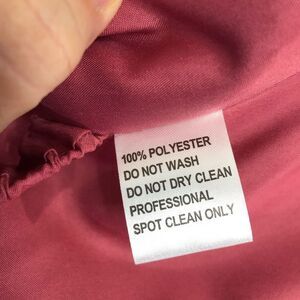 100% POLYESTER
DO NOT WASH
DO NOT DRY CLEAN
PROFESSIONAL
SPOT CLEAN ONLY